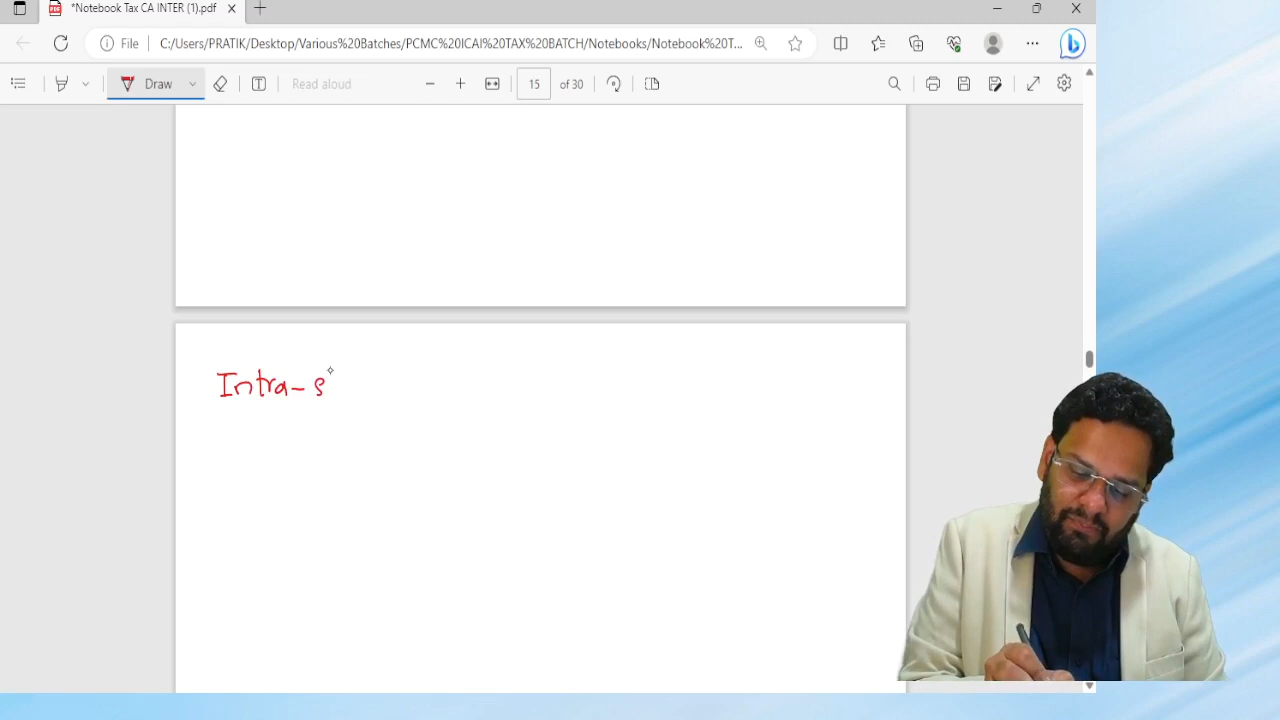 *Notebook Tax CA INTER (1).pdf
File
C:/Users/PRATIK/Desktop/Various%20Batches/PCMC%20ICAI%20TAX%20BATCH/Notebooks/Notebook%20T...
Draw
Read aloud
15 of 30
Intra-s